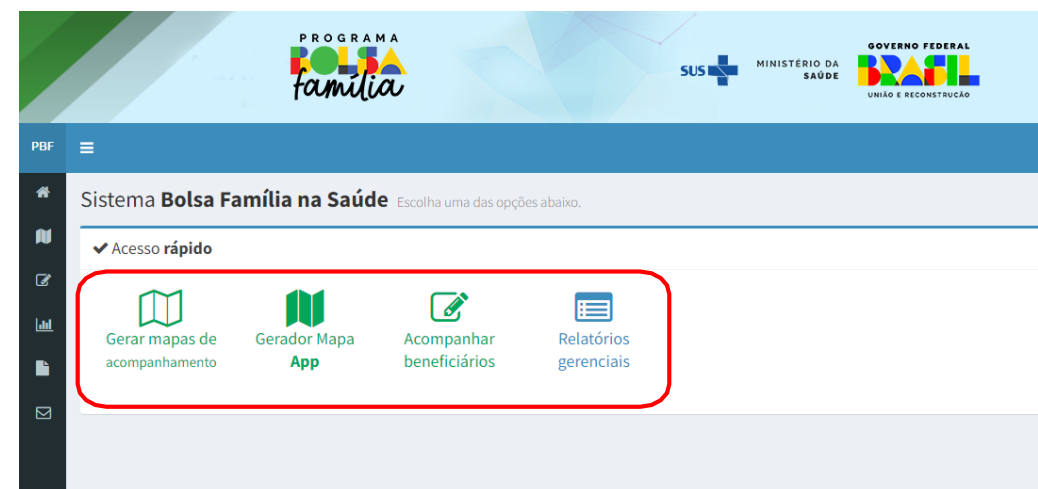 PROGRAMA
BOLSA
família
SUS
MINISTÉRIO DA
SAÚDE
GOVERNO FEDERAL
BRASIL
UNIÃO E RECONSTRUÇÃO
PBF
Sistema Bolsa Família na Saúde Escolha uma das opções abaixo.
Acesso rápido
Gerar mapas de
acompanhamento
Gerador Mapa
App
Acompanhar
beneficiários
Relatórios
gerenciais